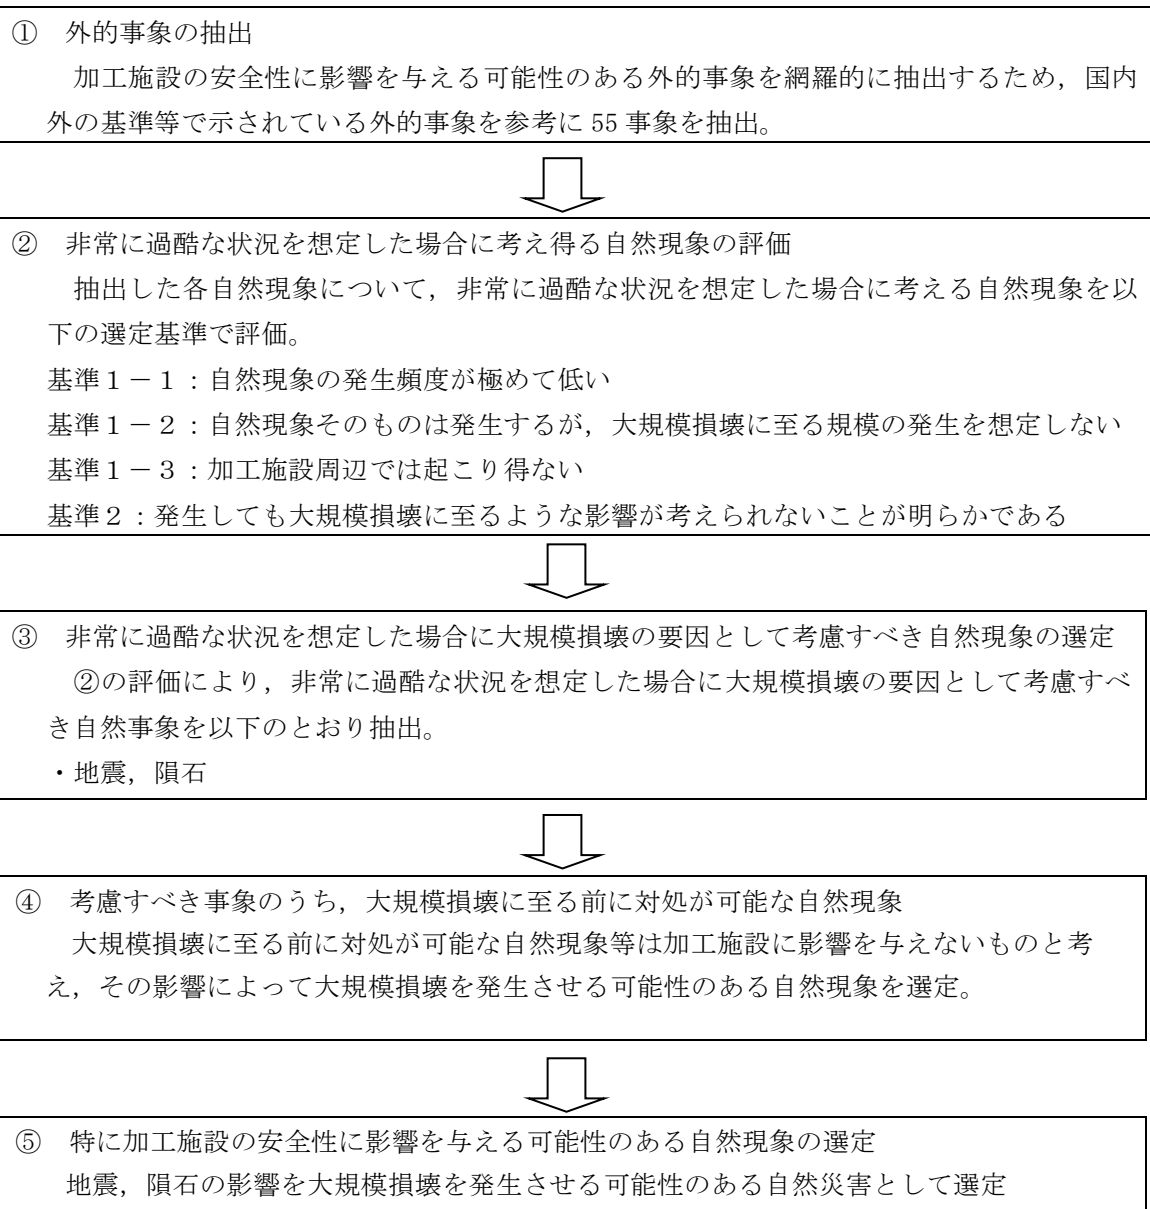 ①　外的事象の抽出
加工施設の安全性に影響を与える可能性のある外的事象を網羅的に抽出するため，国内
外の基準等で示されている外的事象を参考に 55 事象を抽出。
②　非常に過酷な状況を想定した場合に考え得る自然現象の評価
抽出した各自然現象について，非常に過酷な状況を想定した場合に考える自然現象を以
下の選定基準で評価。
基準１－１：自然現象の発生頻度が極めて低い
基準１－２：自然現象そのものは発生するが，大規模損壊に至る規模の発生を想定しない
基準１－３：加工施設周辺では起こり得ない
基準２：発生しても大規模損壊に至るような影響が考えられないことが明らかである
③　非常に過酷な状況を想定した場合に大規模損壊の要因として考慮すべき自然現象の選定
②の評価により，非常に過酷な状況を想定した場合に大規模損壊の要因として考慮すべ
き自然事象を以下のとおり抽出。
・地震，隕石
④　考慮すべき事象のうち，大規模損壊に至る前に対処が可能な自然現象
大規模損壊に至る前に対処が可能な自然現象等は加工施設に影響を与えないものと考
え，その影響によって大規模損壊を発生させる可能性のある自然現象を選定。
⑤　特に加工施設の安全性に影響を与える可能性のある自然現象の選定
地震，隕石の影響を大規模損壊を発生させる可能性のある自然災害として選定